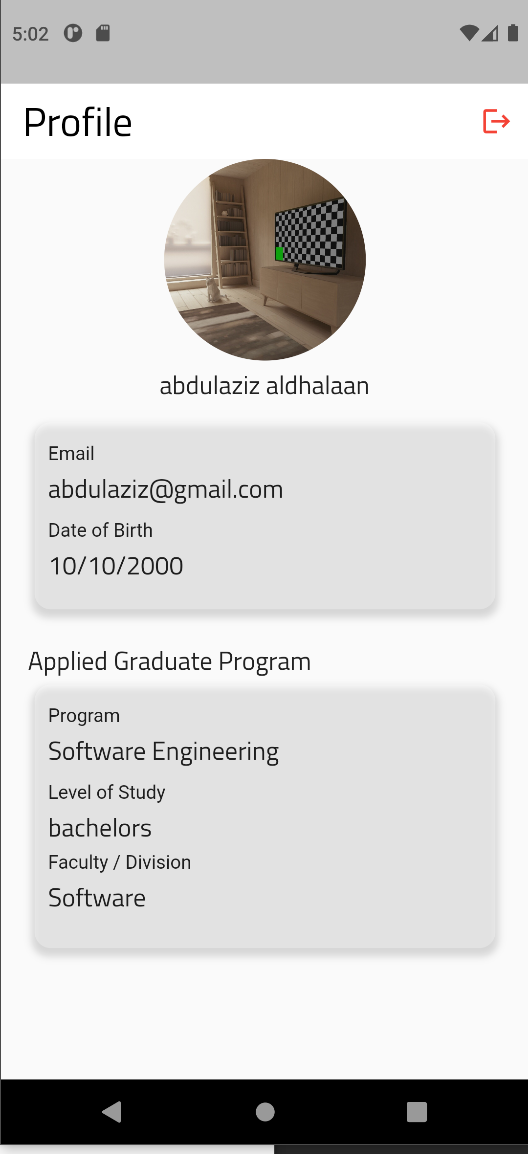 5:02
Profile
abdulaziz aldhalaan
Email
abdulaziz@gmail.com
Date of Birth
10/10/2000
Applied Graduate Program
Program
Software Engineering
Level of Study
bachelors
Faculty / Division
Software